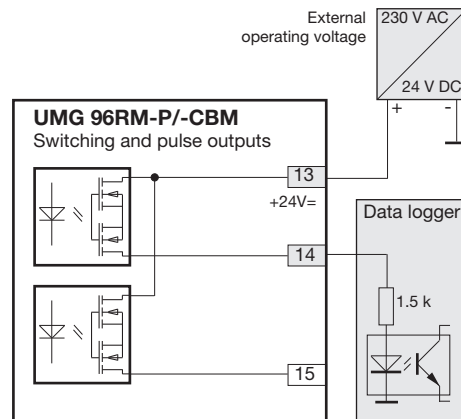 External
operating voltage
230 V AC
24 V DC
+ -
UMG 96RM-P/-CBM
Switching and pulse outputs
13
+24V=
Data logger
14
1.5 k
15